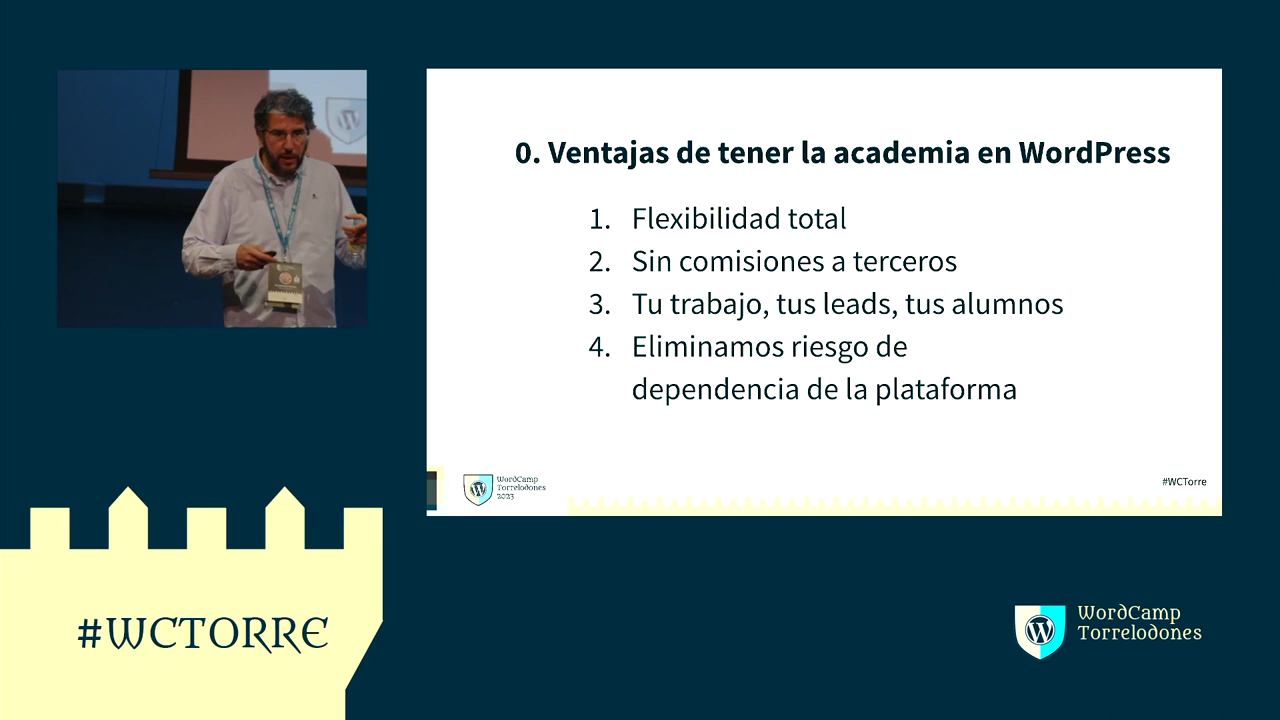 0. Ventajas de tener la academia en WordPress
1. Flexibilidad total
2. Sin comisiones a terceros
3. Tu trabajo, tus leads, tus alumnos
4. Eliminamos riesgo de
dependencia de la plataforma
WordCamp
Torrelodones
2023
#WCTorre
#WCTORRE
WordCamp
Torrelodones